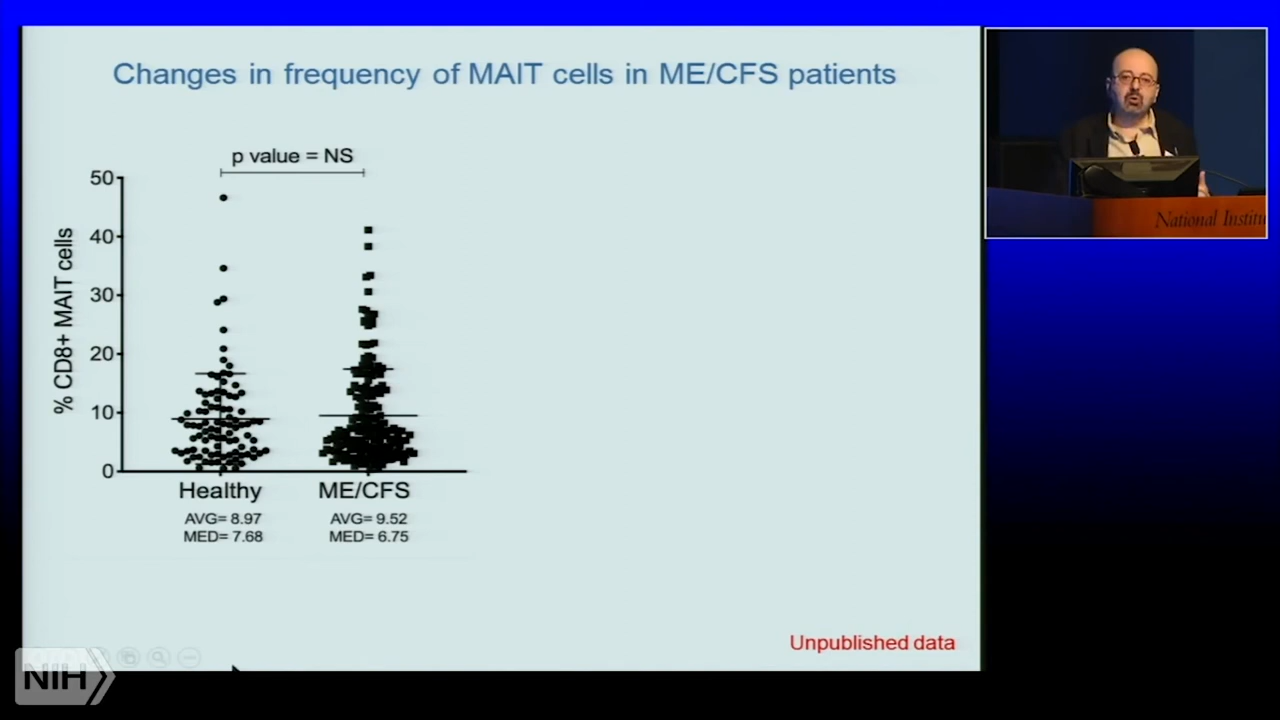 Changes in frequency of MAIT cells in ME/CFS patients
p value = NS
50
40
30
20
10
0
% CD8+ MAIT cells
Healthy
ME/CFS
AVG= 8.97
MED= 7.68
AVG= 9.52
MED= 6.75
Unpublished data
NIH
National Institu